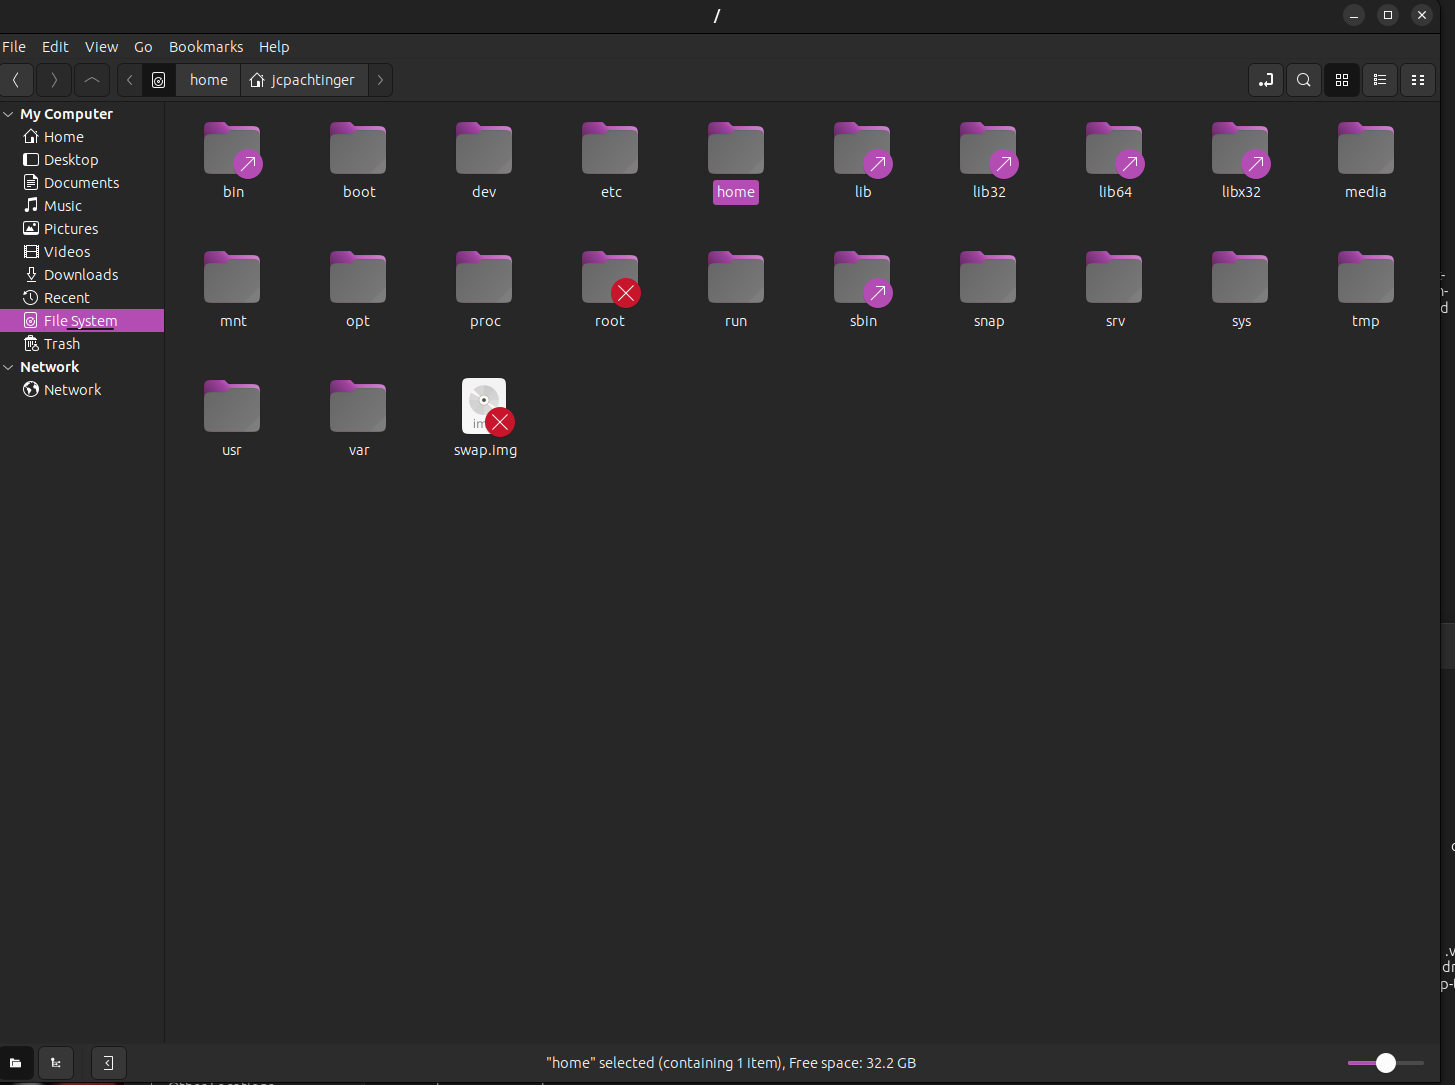 /
File Edit View Go Bookmarks Help
home jcpachtinger
My Computer
Home
Desktop
Documents
Music
Pictures
Videos
Downloads
Recent
File System
Trash
Network
Network
bin boot dev etc home lib lib32 lib64 libx32 media
mnt opt proc root run sbin snap srv sys tmp
usr var swap.img
"home" selected (containing 1 item), Free space: 32.2 GB